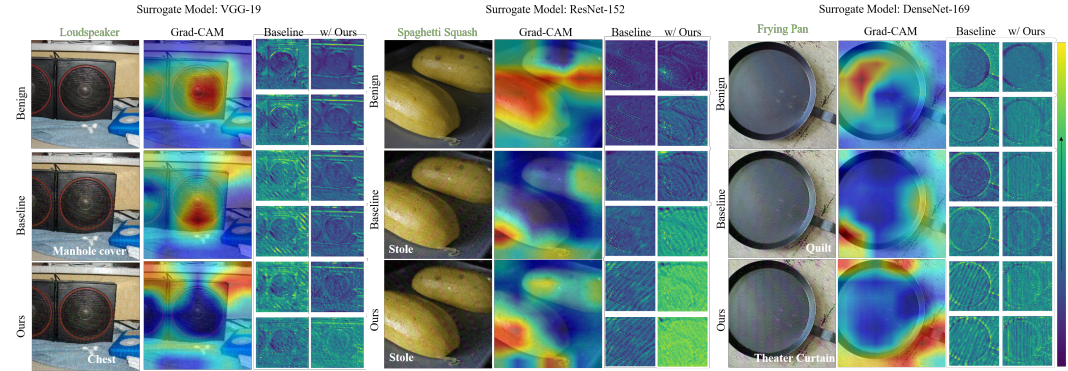 Surrogate Model: VGG-19
Loudspeaker Grad-CAM Baseline w/ Ours
Benign
Baseline
Manhole cover
Ours
Chest
Surrogate Model: ResNet-152
Spaghetti Squash Grad-CAM Baseline w/ Ours
Benign
Baseline
Stole
Ours
Stole
Surrogate Model: DenseNet-169
Frying Pan Grad-CAM Baseline w/ Ours
Benign
Baseline
Quilt
Ours
Theater Curtain